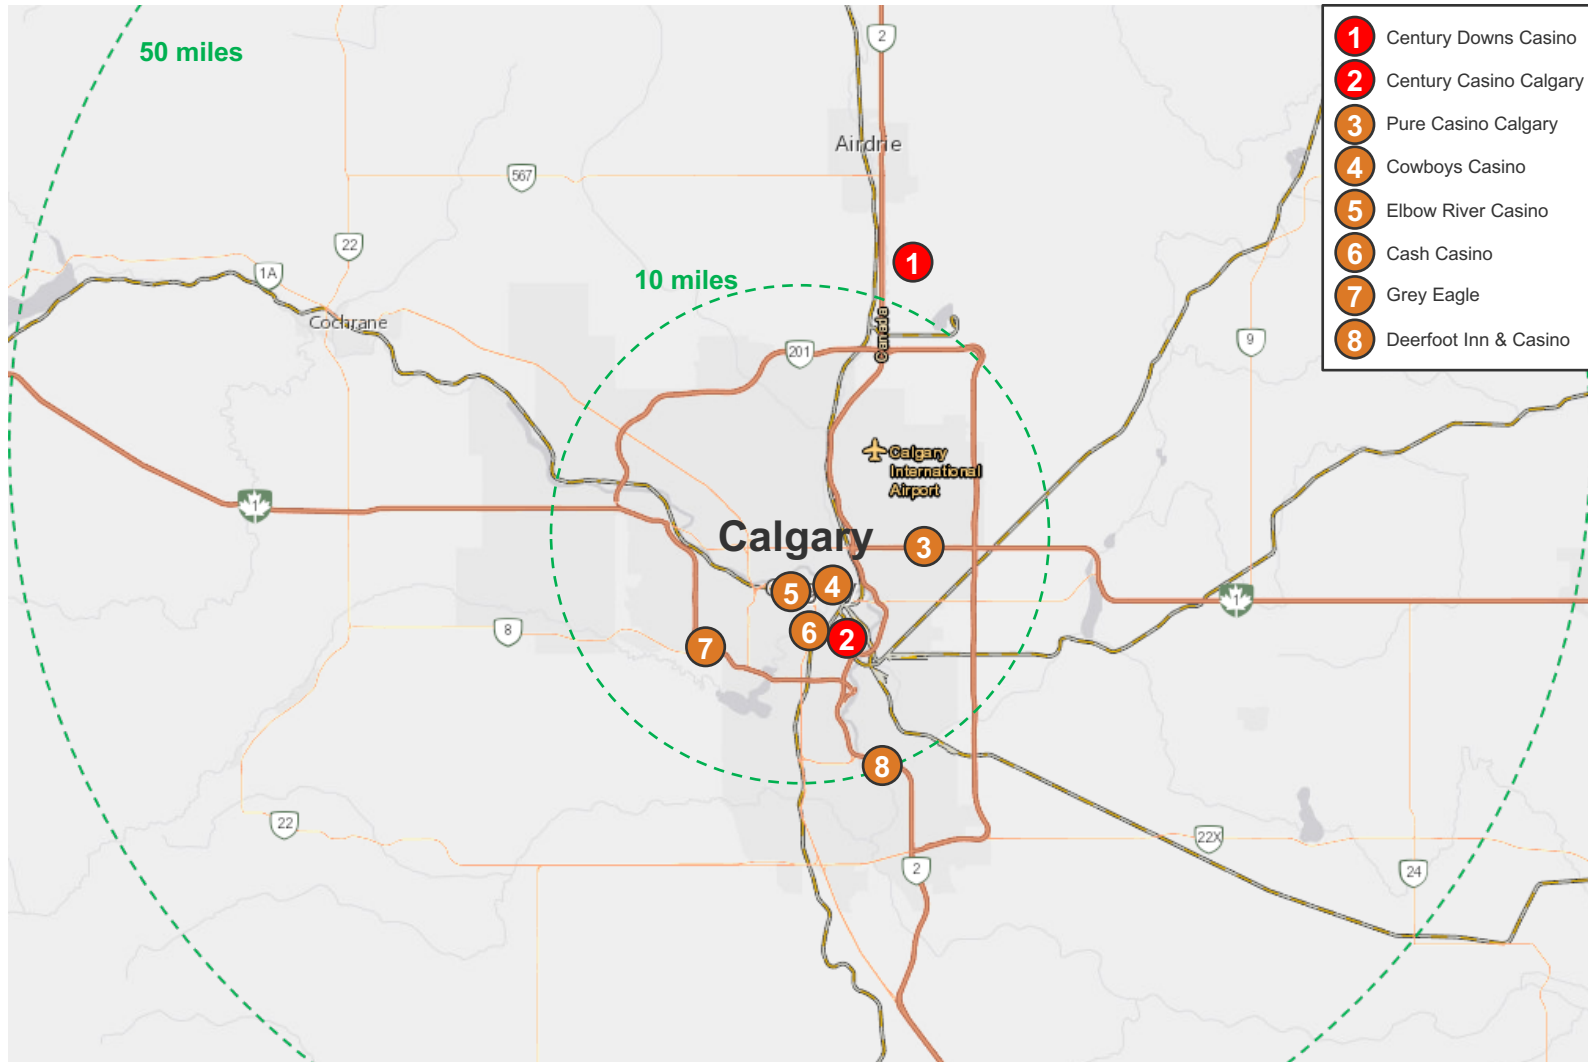 50 miles
2
1 Century Downs Casino
2 Century Casino Calgary
3 Pure Casino Calgary
4 Cowboys Casino
5 Elbow River Casino
6 Cash Casino
7 Grey Eagle
8 Deerfoot Inn & Casino
Airdrie
567
22
1A
1
10 miles
Cochrane
Canada
201
9
Calgary
International
Airport
1
Calgary
3
5
4
1
8
6
2
7
8
22
22X
2
24